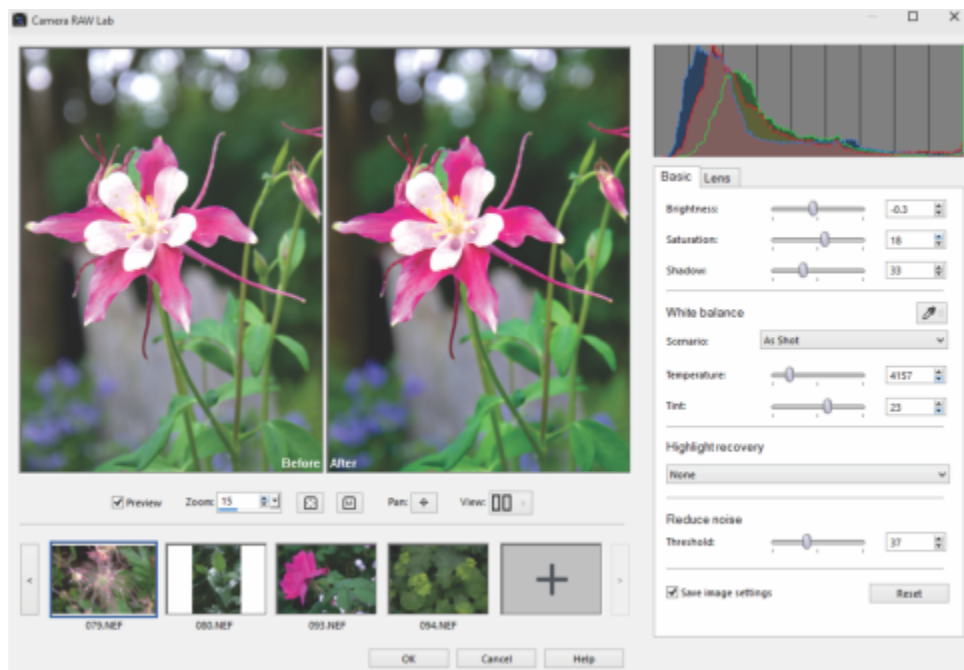 Camera RAW Lab
Before
After
Preview
Zoom: 15
Pan:
View:
079.NEF
080.NEF
093.NEF
094.NEF
OK
Cancel
Help
Basic
Lens
Brightness: -0.3
Saturation: 18
Shadow: 33
White balance
Scenario: As Shot
Temperature: 4157
Tint: 23
Highlight recovery
None
Reduce noise
Threshold: 37
Save image settings
Reset